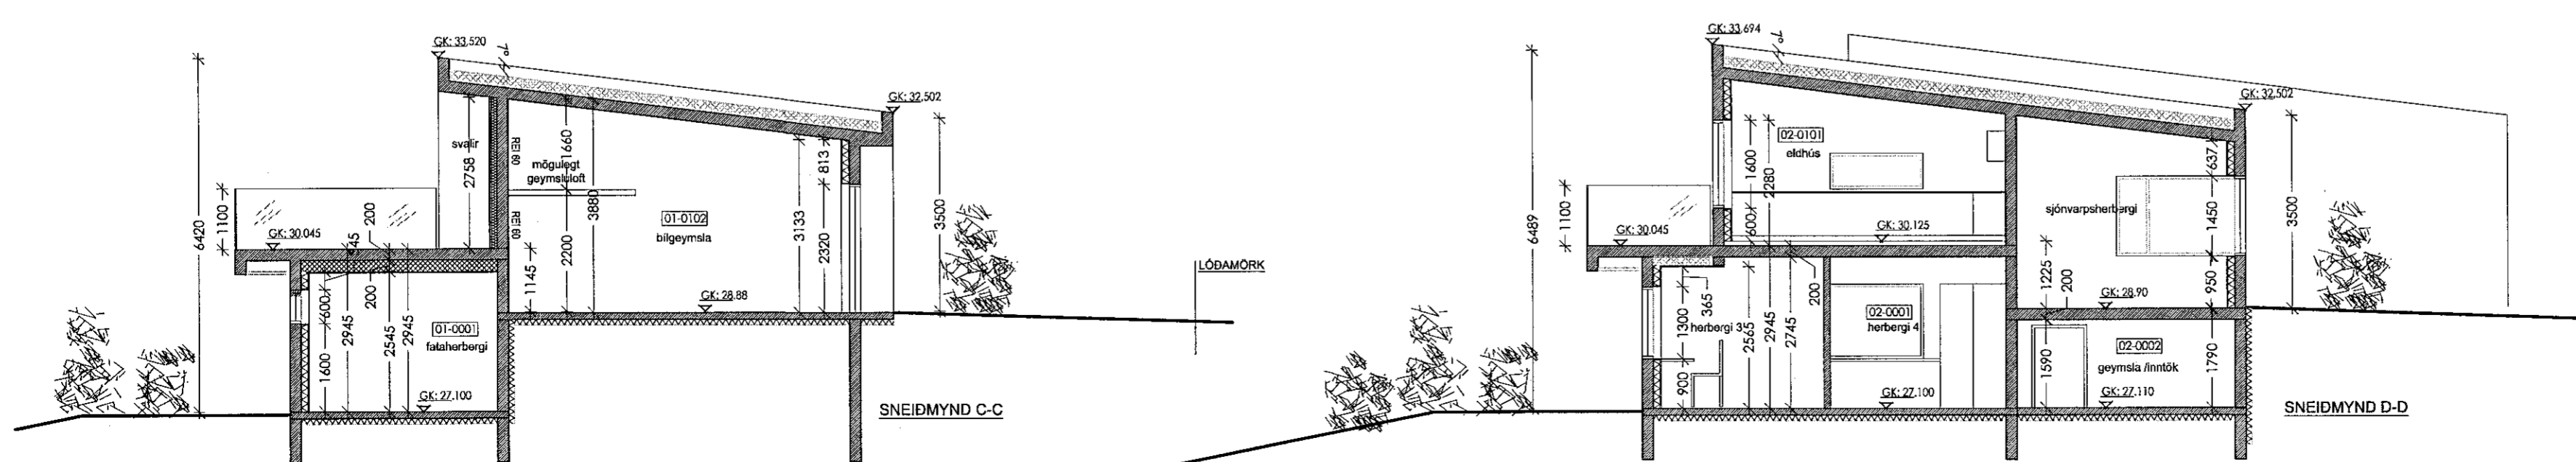 GK: 33,520
7°
GK: 32,502
6420
1100
GK: 30.045
svalir
2758
200
545
REI 60
REI 60
mögulegt
geymsluloft
1660
3880
2200
1145
01-0102
bílgeymsla
3133
813
2320
3500
GK: 28.88
600
1600
2945
200
2545
2945
01-0001
fataherbergi
GK: 27.100
LÓÐAMÖRK
SNEIÐMYND C-C
GK: 33,694
7°
GK: 32,502
6489
1100
GK: 30.045
1600
2280
600
02-0101
eldhús
GK: 30.125
sjónvarpsherbergi
637
1450
950
3500
1225
200
GK: 28.90
365
1300
900
herbergi 3
2565
2945
2745
200
02-0001
herbergi 4
GK: 27.100
02-0002
geymsla /inntök
1590
1790
GK: 27.110
SNEIÐMYND D-D